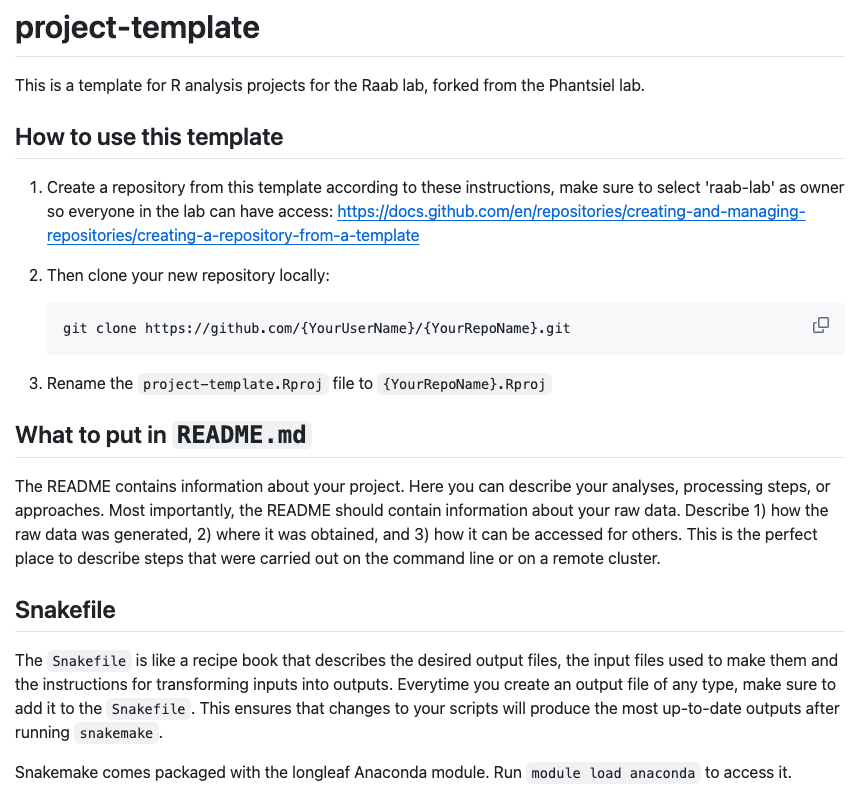 project-template
This is a template for R analysis projects for the Raab lab, forked from the Phantsiel lab.
How to use this template
1. Create a repository from this template according to these instructions, make sure to select 'raab-lab' as owner
so everyone in the lab can have access: https://docs.github.com/en/repositories/creating-and-managing-
repositories/creating-a-repository-from-a-template
2. Then clone your new repository locally:
git clone https://github.com/{YourUserName}/{YourRepoName}.git
3. Rename the project-template.Rproj file to {YourRepoName}.Rproj
What to put in README.md
The README contains information about your project. Here you can describe your analyses, processing steps, or
approaches. Most importantly, the README should contain information about your raw data. Describe 1) how the
raw data was generated, 2) where it was obtained, and 3) how it can be accessed for others. This is the perfect
place to describe steps that were carried out on the command line or on a remote cluster.
Snakefile
The Snakefile is like a recipe book that describes the desired output files, the input files used to make them and
the instructions for transforming inputs into outputs. Everytime you create an output file of any type, make sure to
add it to the Snakefile. This ensures that changes to your scripts will produce the most up-to-date outputs after
running snakemake.
Snakemake comes packaged with the longleaf Anaconda module. Run module load anaconda to access it.